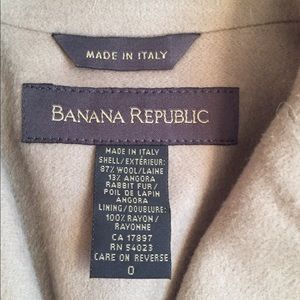 MADE IN ITALY
BANANA REPUBLIC
MADE IN ITALY
SHELL/EXTÉRIEUR:
87% WOOL/LAINE
13% ANGORA
RABBIT FUR/
POIL DE LAPIN
ANGORA
LINING/DOUBLURE:
100% RAYON/
RAYONNE
CA 17897
RN 54023
CARE ON REVERSE
0